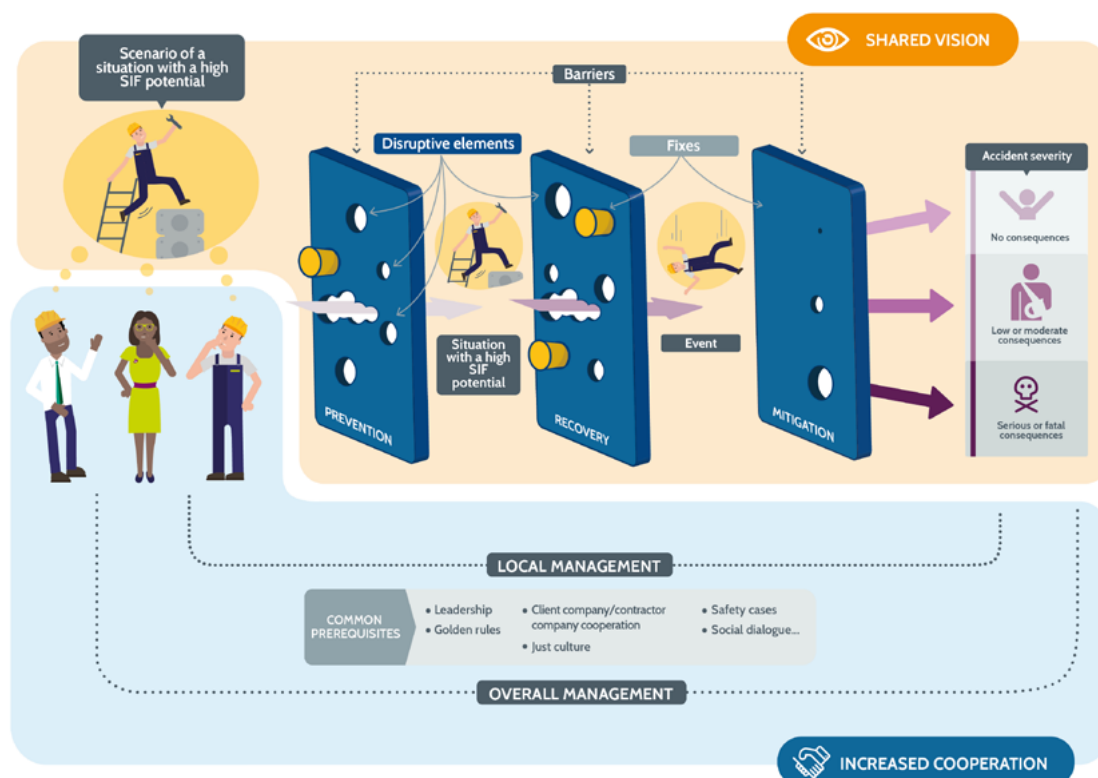 SHARED VISION
Scenario of a
situation with a high
SIF potential
Barriers
Disruptive elements
Fixes
Accident severity
No consequences
Low or moderate
consequences
Serious or fatal
consequences
Situation
with a high
SIF
potential
Event
PREVENTION
RECOVERY
MITIGATION
LOCAL MANAGEMENT
COMMON
PREREQUISITES
• Leadership
• Golden rules
• Client company/contractor
company cooperation
• Just culture
• Safety cases
• Social dialogue...
OVERALL MANAGEMENT
INCREASED COOPERATION